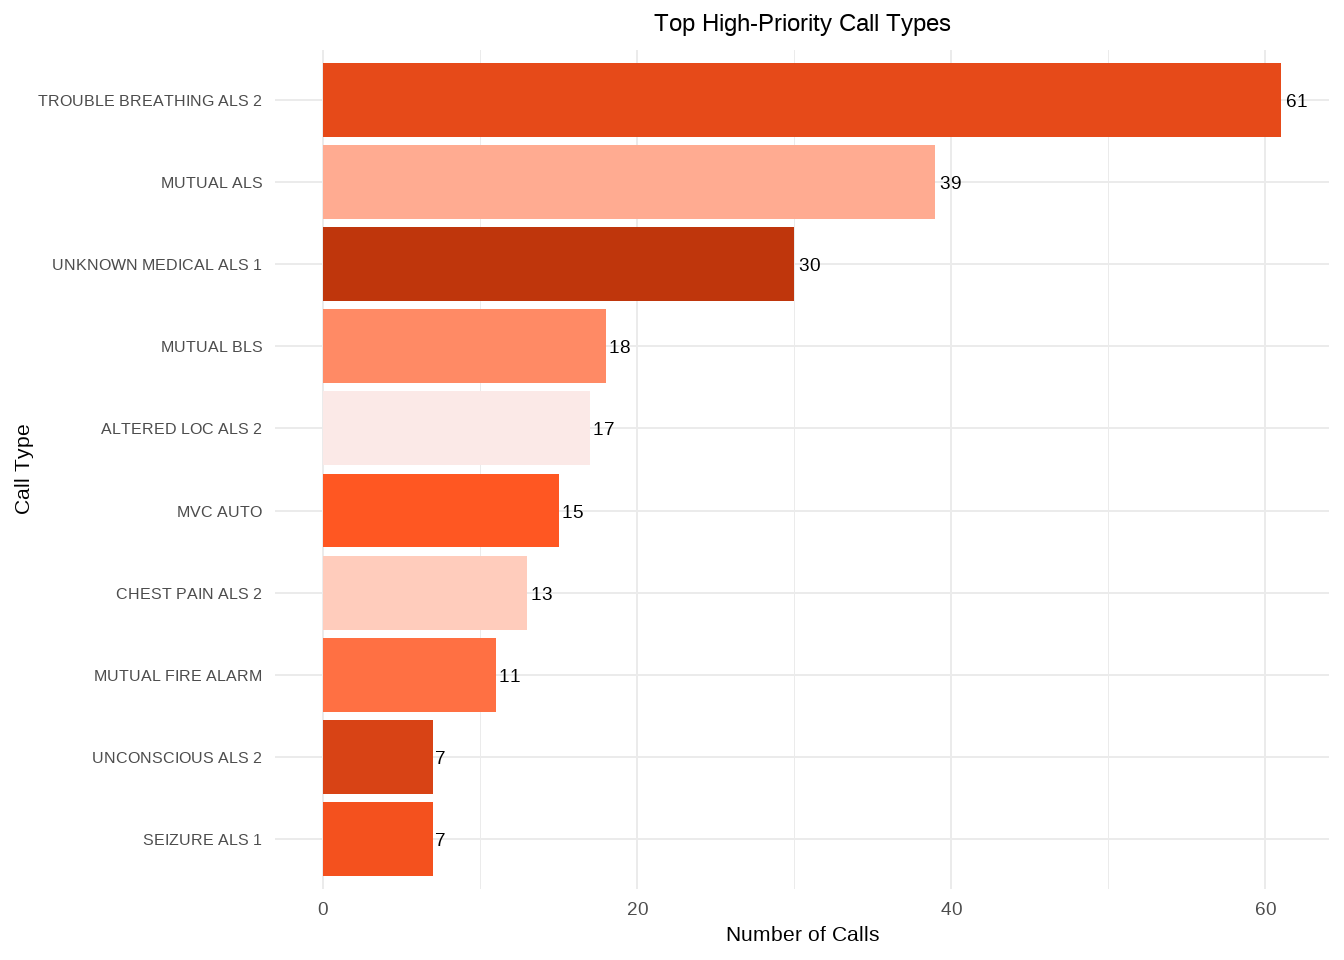 Top High-Priority Call Types
TROUBLE BREATHING ALS 2
61
MUTUAL ALS
39
UNKNOWN MEDICAL ALS 1
30
MUTUAL BLS
18
ALTERED LOC ALS 2
17
MVC AUTO
15
CHEST PAIN ALS 2
13
MUTUAL FIRE ALARM
11
UNCONSCIOUS ALS 2
7
SEIZURE ALS 1
7
Call Type
0 20 40 60
Number of Calls